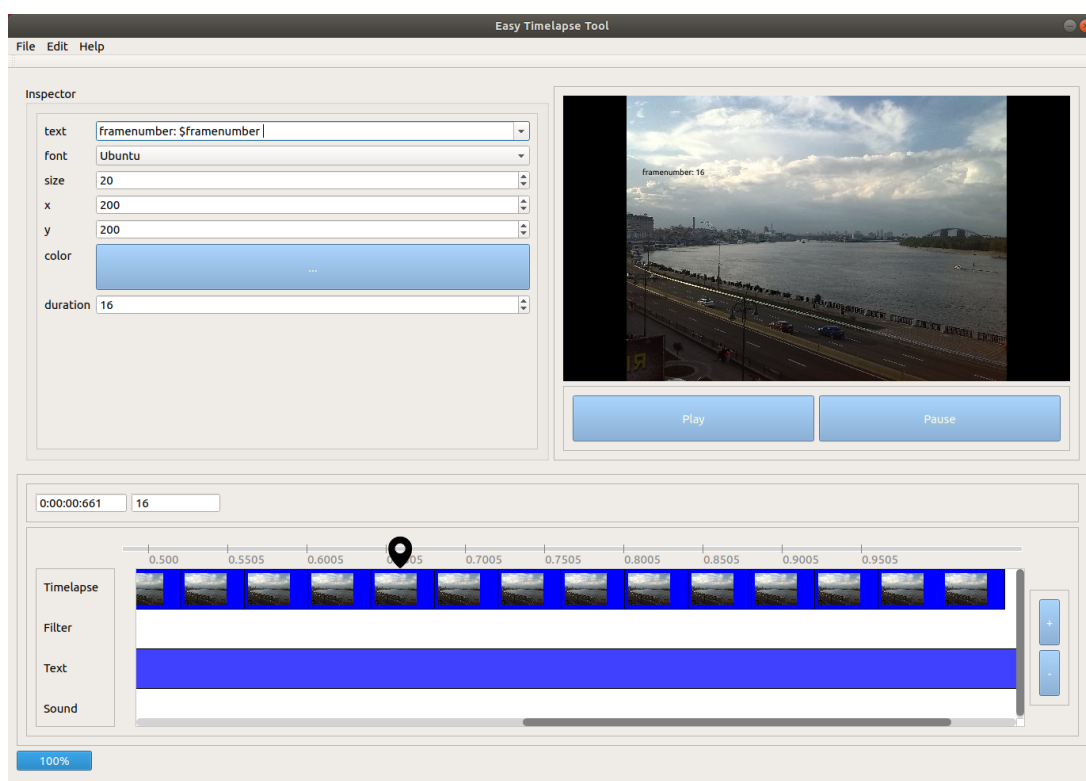 Easy Timelapse Tool
File Edit Help
Inspector
text framenumber: $framenumber
font Ubuntu
size 20
x 200
y 200
color ...
duration 16
framenumber: 16
Play Pause
0:00:00:661 16
0.500 0.5505 0.6005 0.7005 0.7505 0.8005 0.8505 0.9005 0.9505
Timelapse
Filter
Text
Sound
+
-
100%